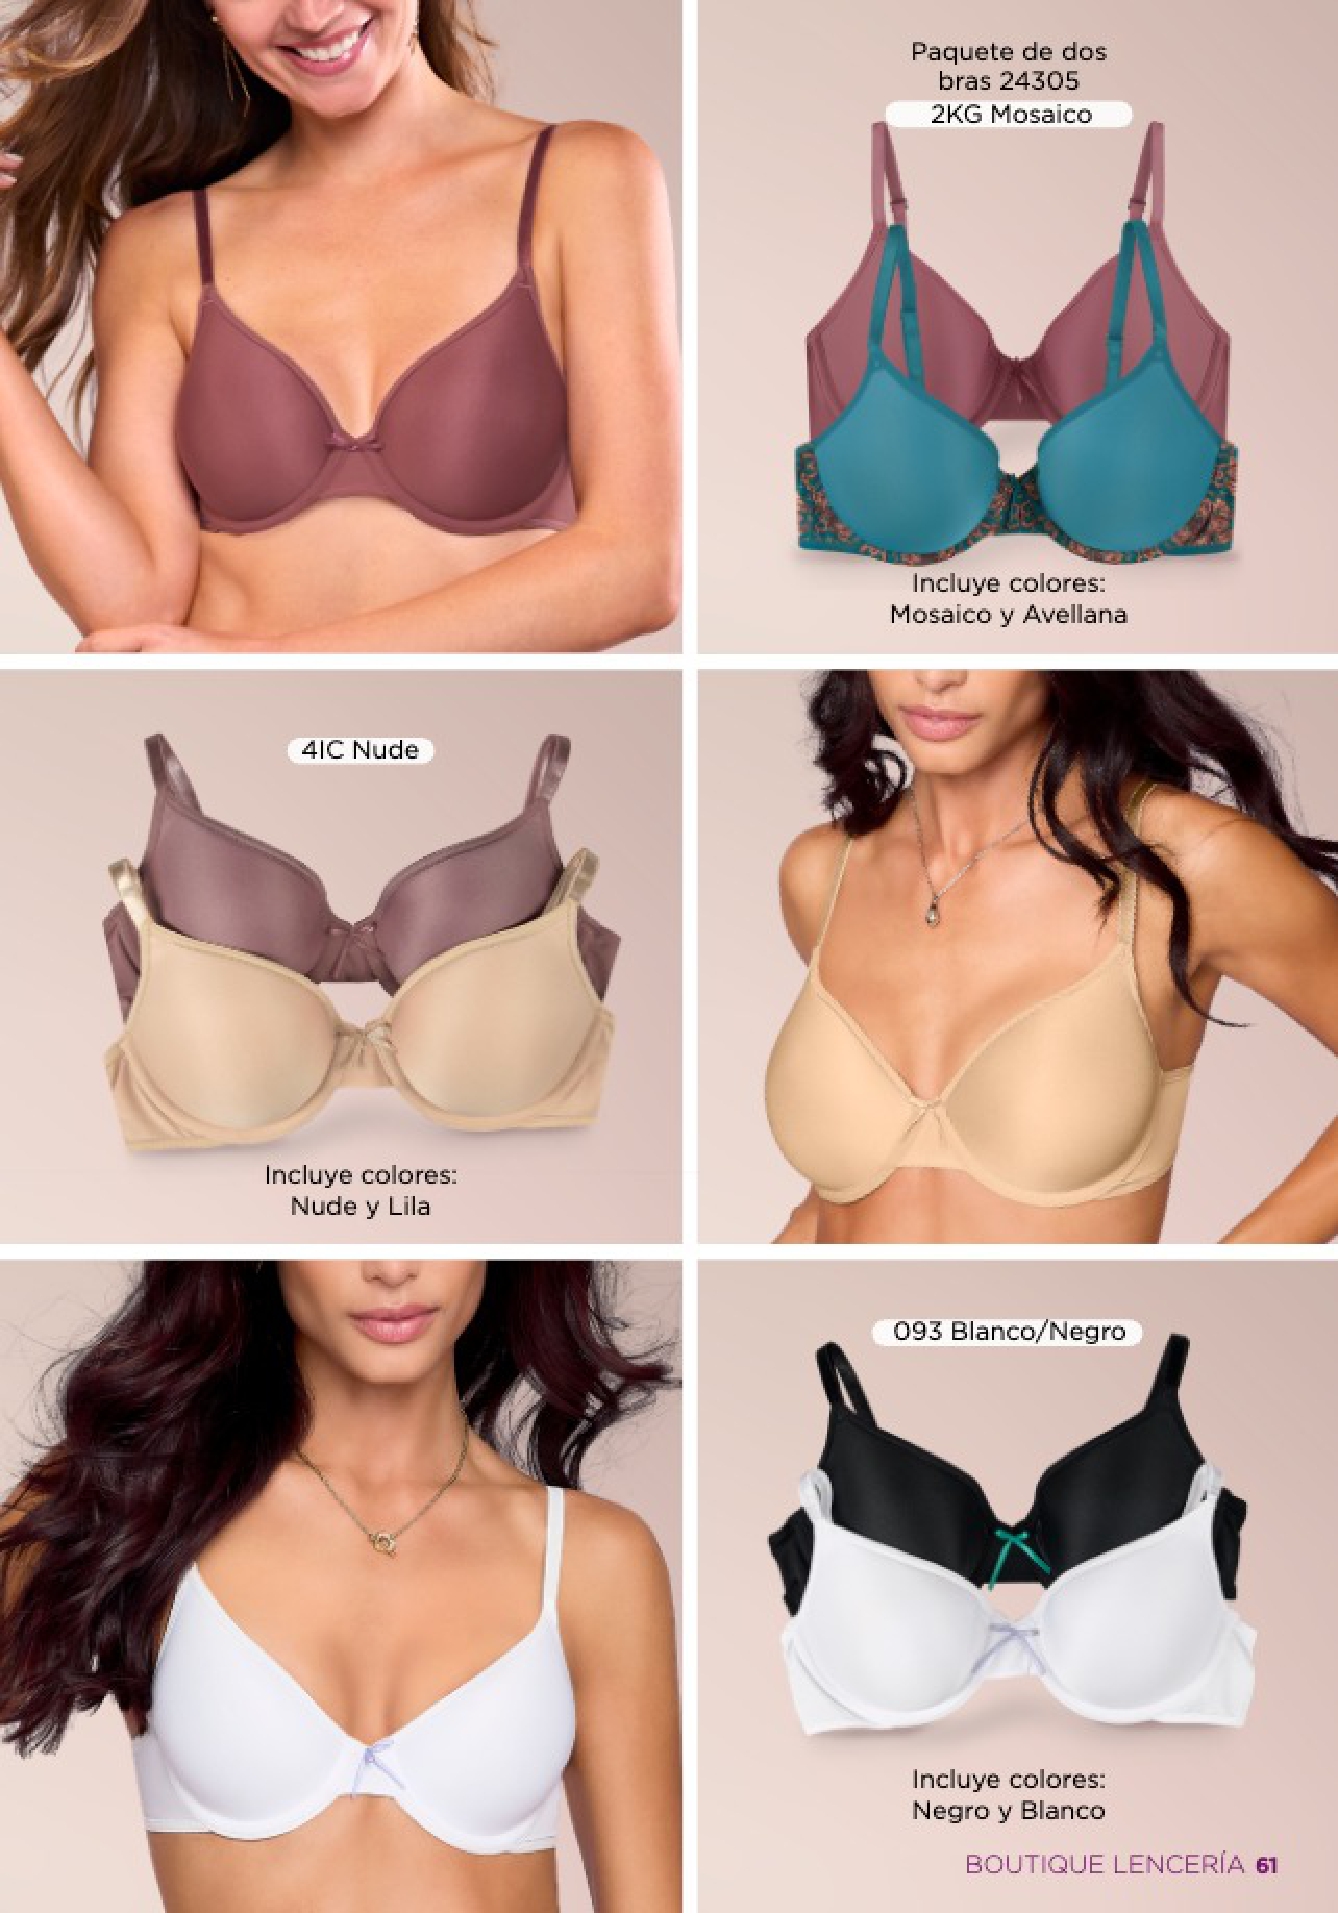 Paquete de dos
bras 24305
2KG Mosaico
Incluye colores:
Mosaico y Avellana
4IC Nude
Incluye colores:
Nude y Lila
093 Blanco/Negro
Incluye colores:
Negro y Blanco
BOUTIQUE LENCERÍA 61